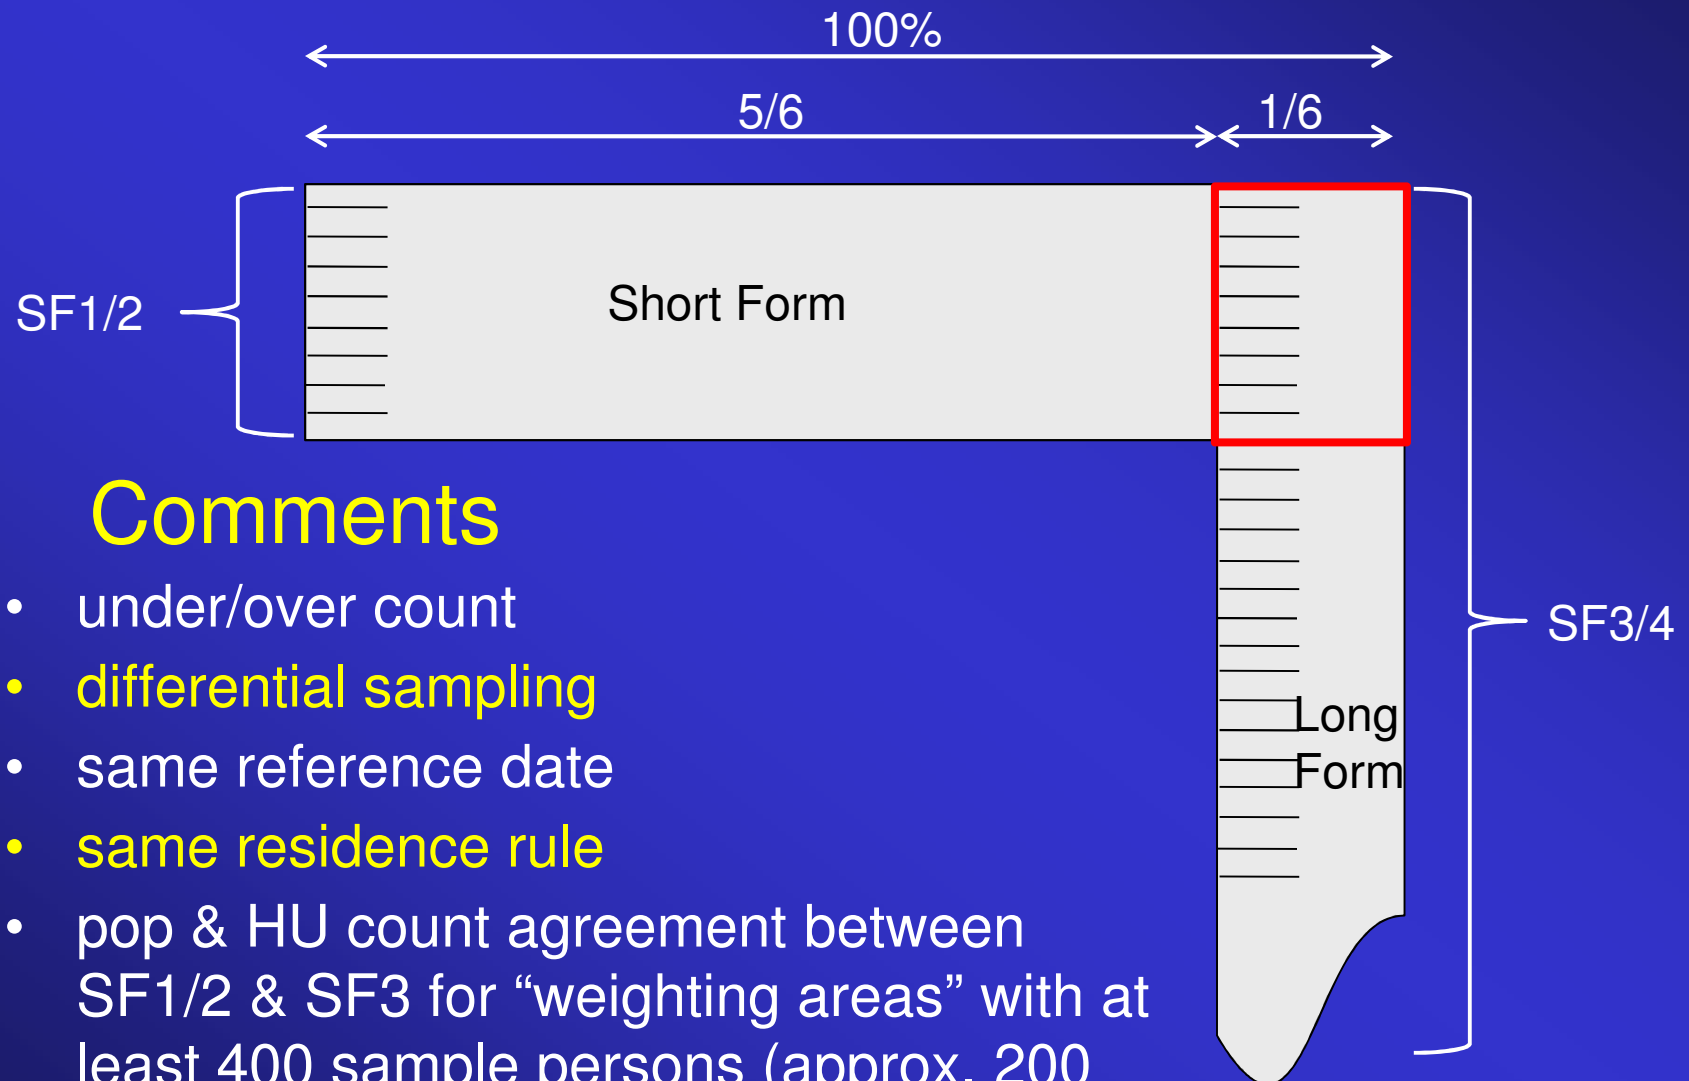 100%
5/6
1/6
SF1/2
Short Form
Comments
• under/over count
• differential sampling
• same reference date
• same residence rule
• pop & HU count agreement between
SF1/2 & SF3 for “weighting areas” with at
least 400 sample persons (approx. 200
Long
Form
SF3/4